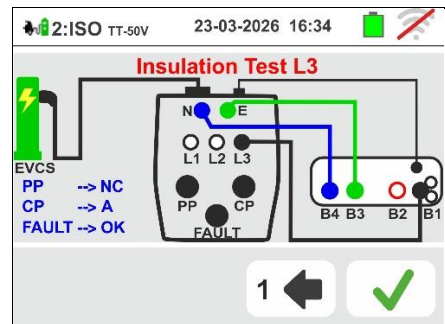 2:ISO TT-50V 23-03-2026 16:34
Insulation Test L3
N E
L1 L2 L3
EVCS
PP --> NC
CP --> A
FAULT --> OK
PP CP
FAULT
B4 B3 B2 B1
1